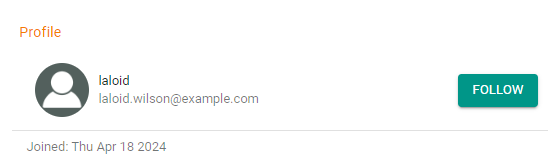 Profile
laloid
laloid.wilson@example.com
FOLLOW
Joined: Thu Apr 18 2024